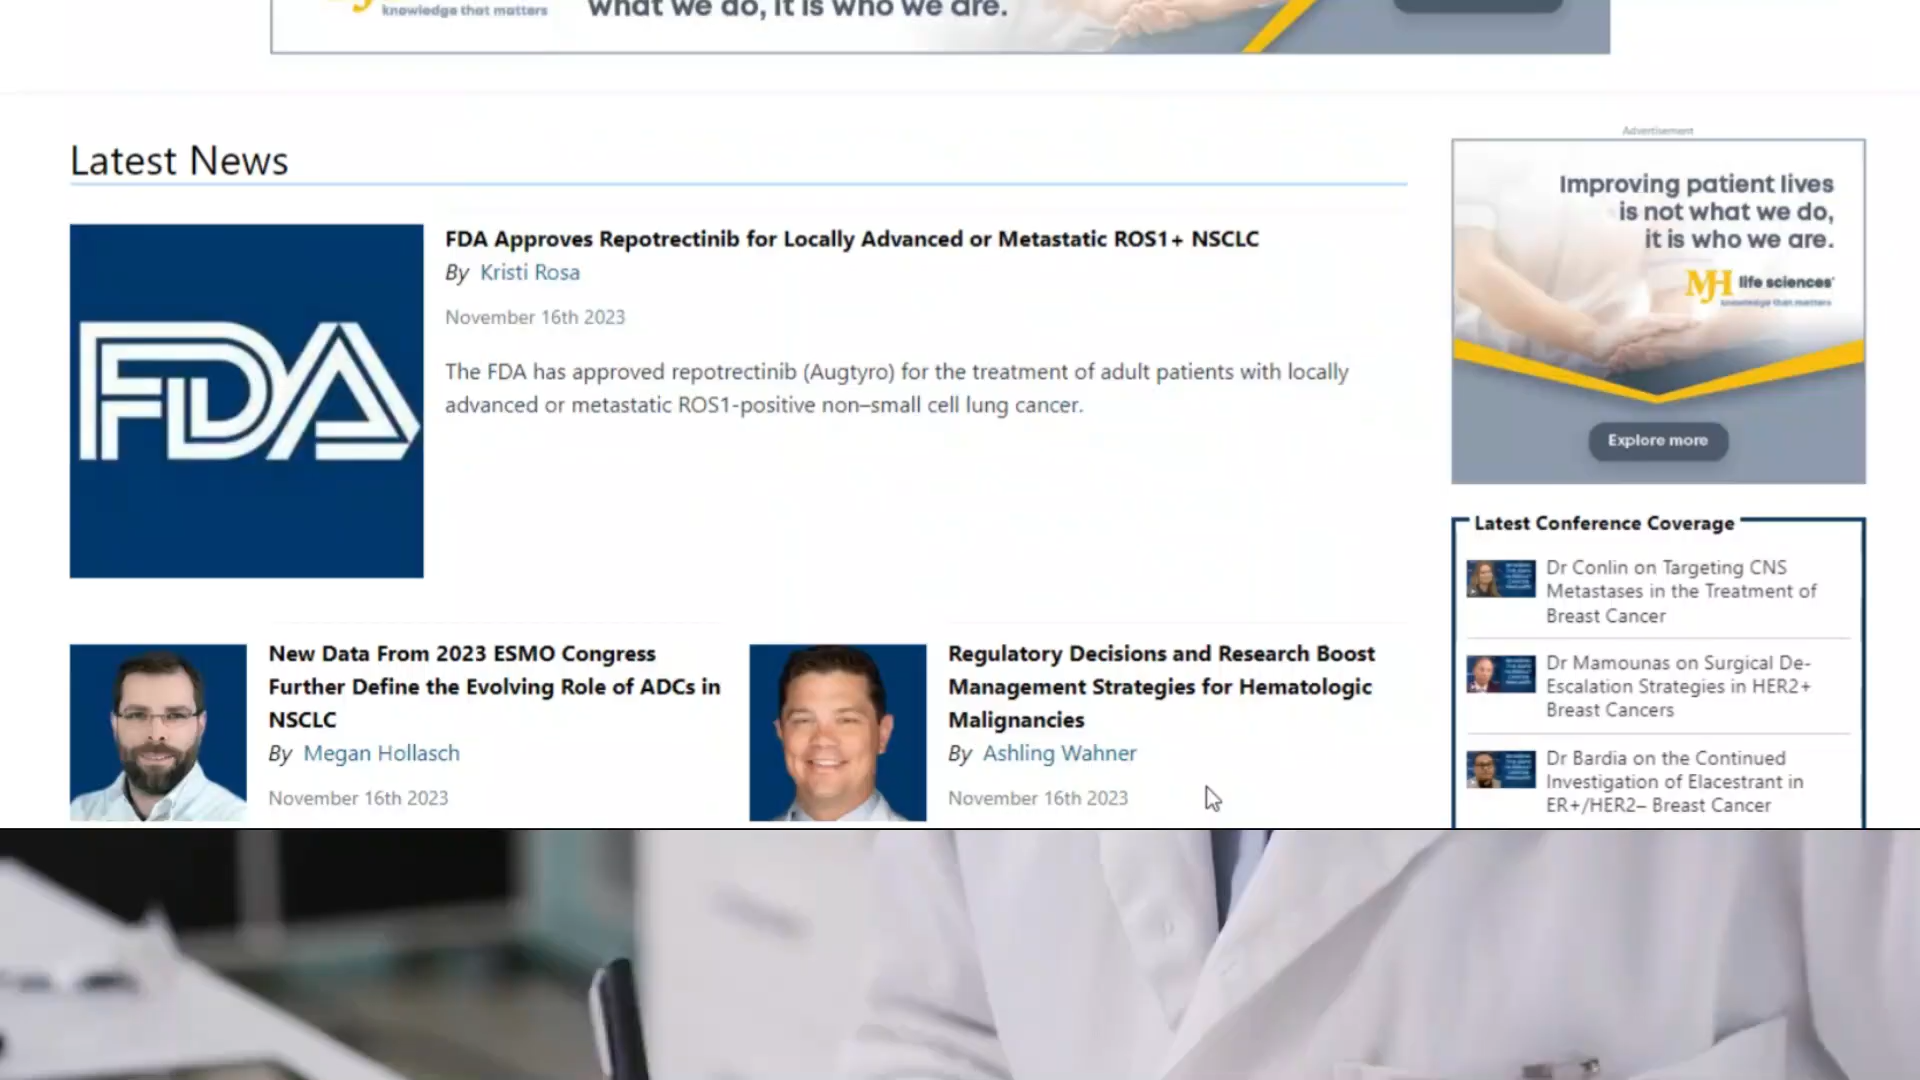 knowledge that matters
what we do, it is who we are.
Latest News
FDA
FDA Approves Repotrectinib for Locally Advanced or Metastatic ROS1+ NSCLC
By Kristi Rosa
November 16th 2023
The FDA has approved repotrectinib (Augtyro) for the treatment of adult patients with locally
advanced or metastatic ROS1-positive non–small cell lung cancer.
New Data From 2023 ESMO Congress
Further Define the Evolving Role of ADCs in
NSCLC
By Megan Hollasch
November 16th 2023
Regulatory Decisions and Research Boost
Management Strategies for Hematologic
Malignancies
By Ashling Wahner
November 16th 2023
Advertisement
Improving patient lives
is not what we do,
it is who we are.
MH life sciences®
knowledge that matters
Explore more
Latest Conference Coverage
Dr Conlin on Targeting CNS
Metastases in the Treatment of
Breast Cancer
Dr Mamounas on Surgical De-
Escalation Strategies in HER2+
Breast Cancers
Dr Bardia on the Continued
Investigation of Elacestrant in
ER+/HER2– Breast Cancer